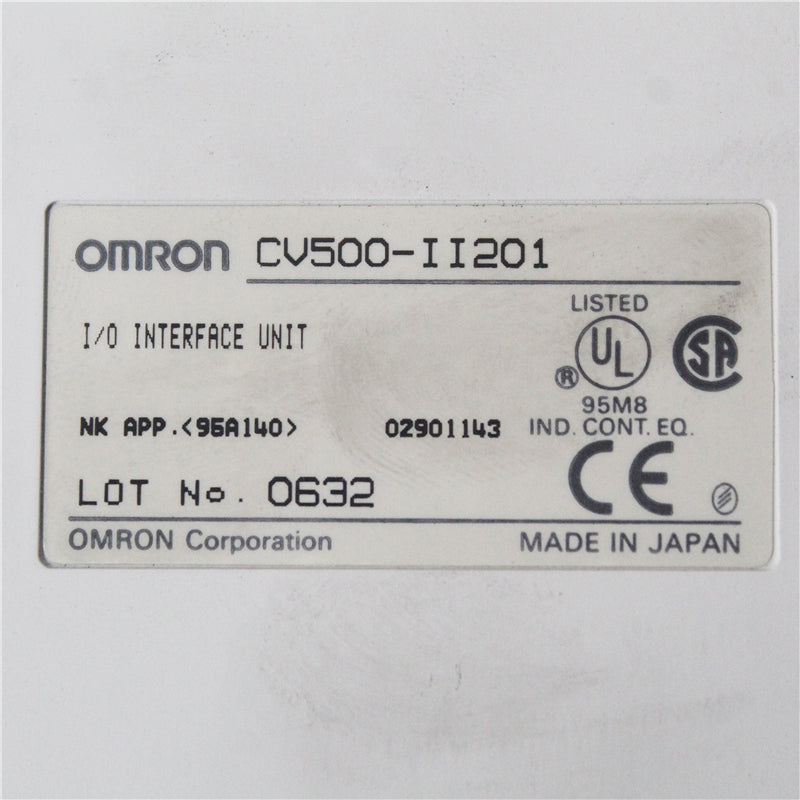 OMRON CV500-II201
I/O INTERFACE UNIT
LISTED
UL
®
SA
95M8
NK APP.<95A140> 02901143 IND. CONT. EQ.
LOT No. 0632 CE
OMRON Corporation MADE IN JAPAN